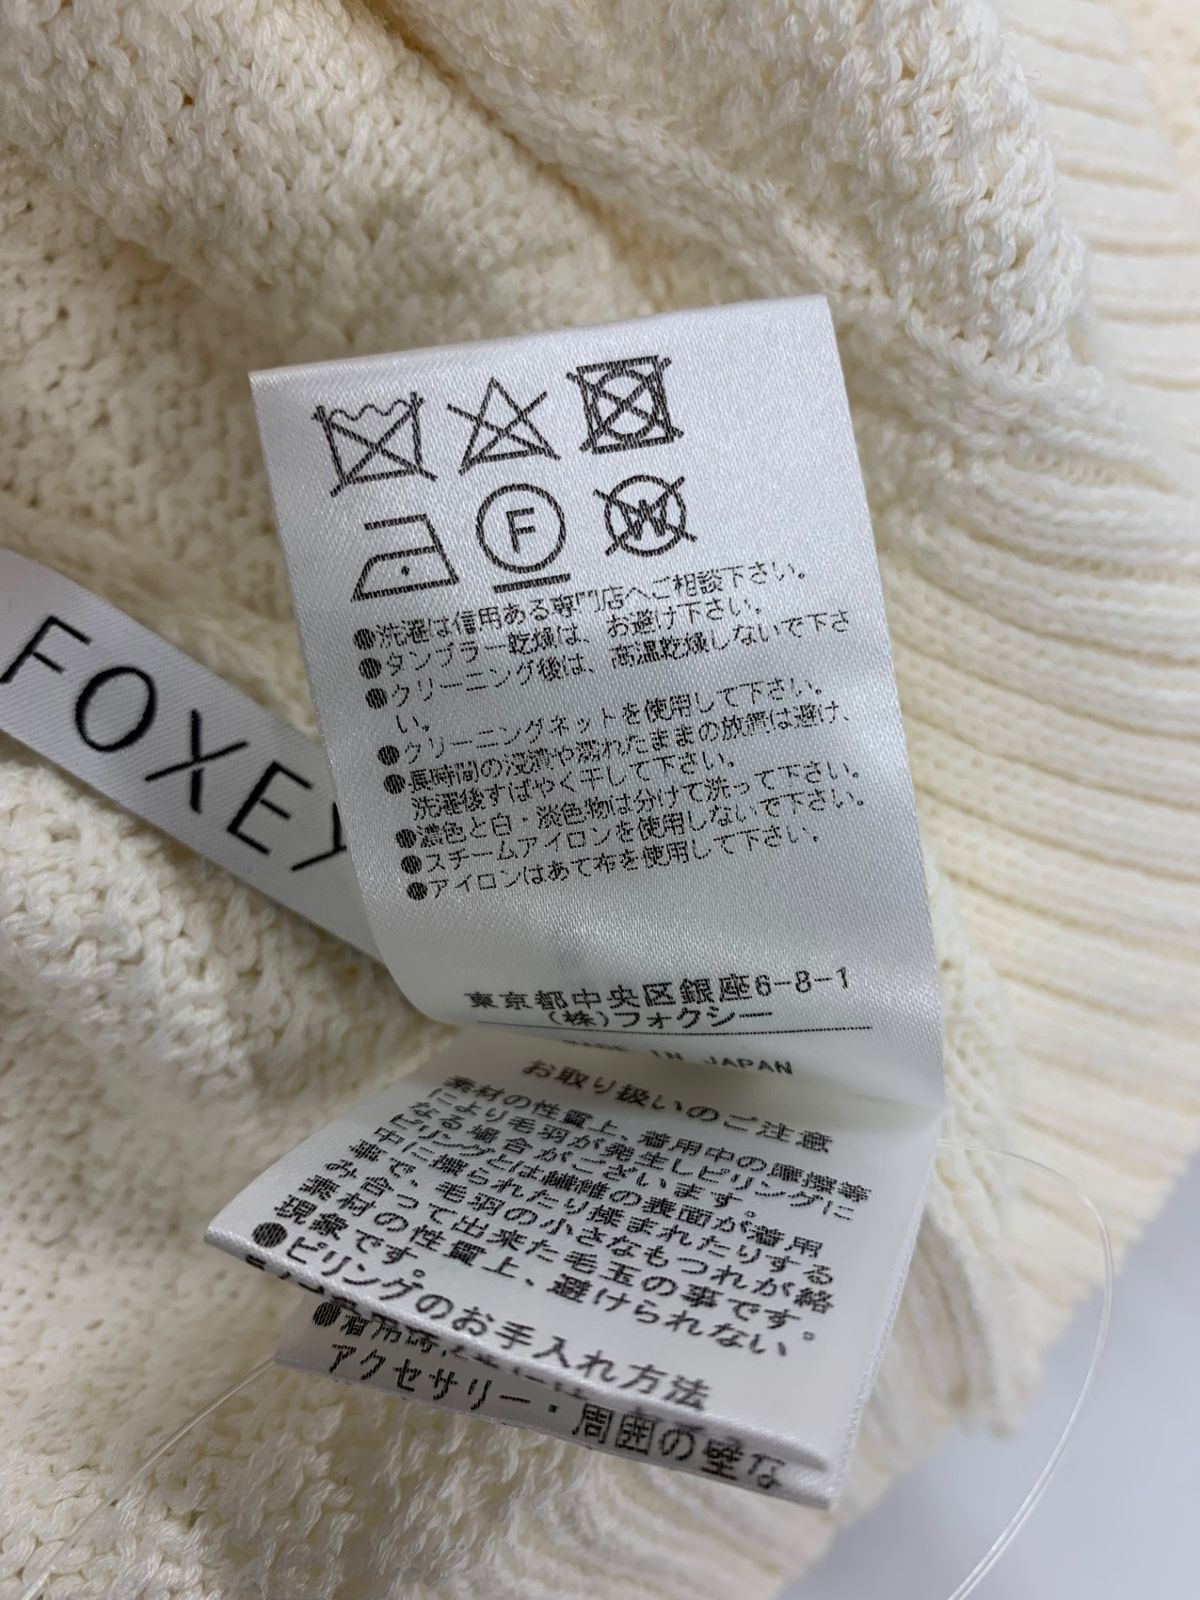 FOXEY
F
W
●洗濯は信用ある専門店へご相談下さい。
●タンブラー乾燥は、お避け下さい。
●クリーニング後は、高温乾燥しないで下さ
い。
●クリーニングネットを使用して下さい。
●長時間の浸漬や濡れたままの放置は避け、
洗濯後すばやく干して下さい。
●濃色と白・淡色物は分けて洗って下さい。
●スチームアイロンを使用しないで下さい。
●アイロンはあて布を使用して下さい。
東京都中央区銀座6-8-1
(株)フォクシー
MADE IN JAPAN
お取り扱いのご注意
素材の性質上、着用中の摩擦等
により毛羽が発生しピリングに
なる場合がございます。
ピリングとは繊維の表面が着用
中に擦られたり揉まれたりする
事で、毛羽の小さなもつれが絡
み合って出来た毛玉の事です。
素材の性質上、避けられない
現象です。
●ピリングのお手入れ方法
アクセサリー・周囲の壁な